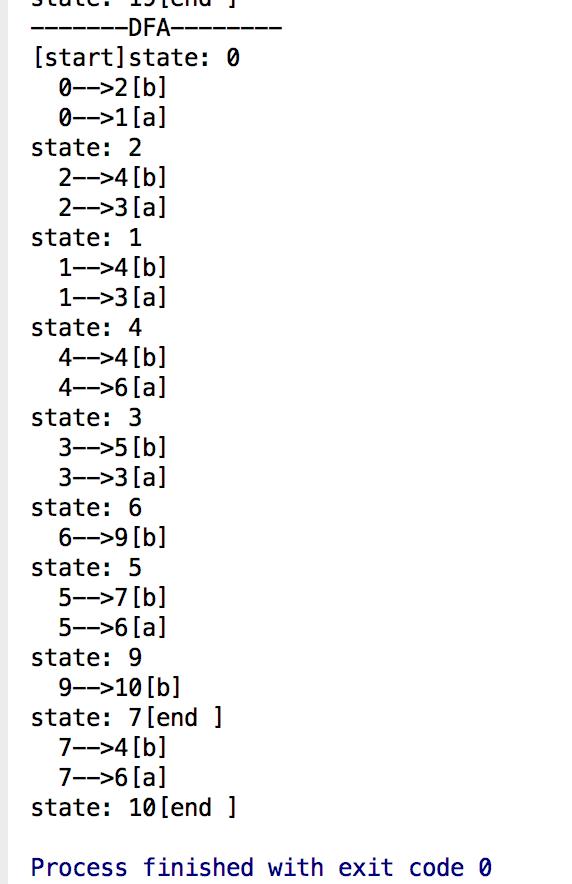 state: 19[end ]
-------DFA--------
[start]state: 0
  0-->2[b]
  0-->1[a]
state: 2
  2-->4[b]
  2-->3[a]
state: 1
  1-->4[b]
  1-->3[a]
state: 4
  4-->4[b]
  4-->6[a]
state: 3
  3-->5[b]
  3-->3[a]
state: 6
  6-->9[b]
state: 5
  5-->7[b]
  5-->6[a]
state: 9
  9-->10[b]
state: 7[end ]
  7-->4[b]
  7-->6[a]
state: 10[end ]
Process finished with exit code 0